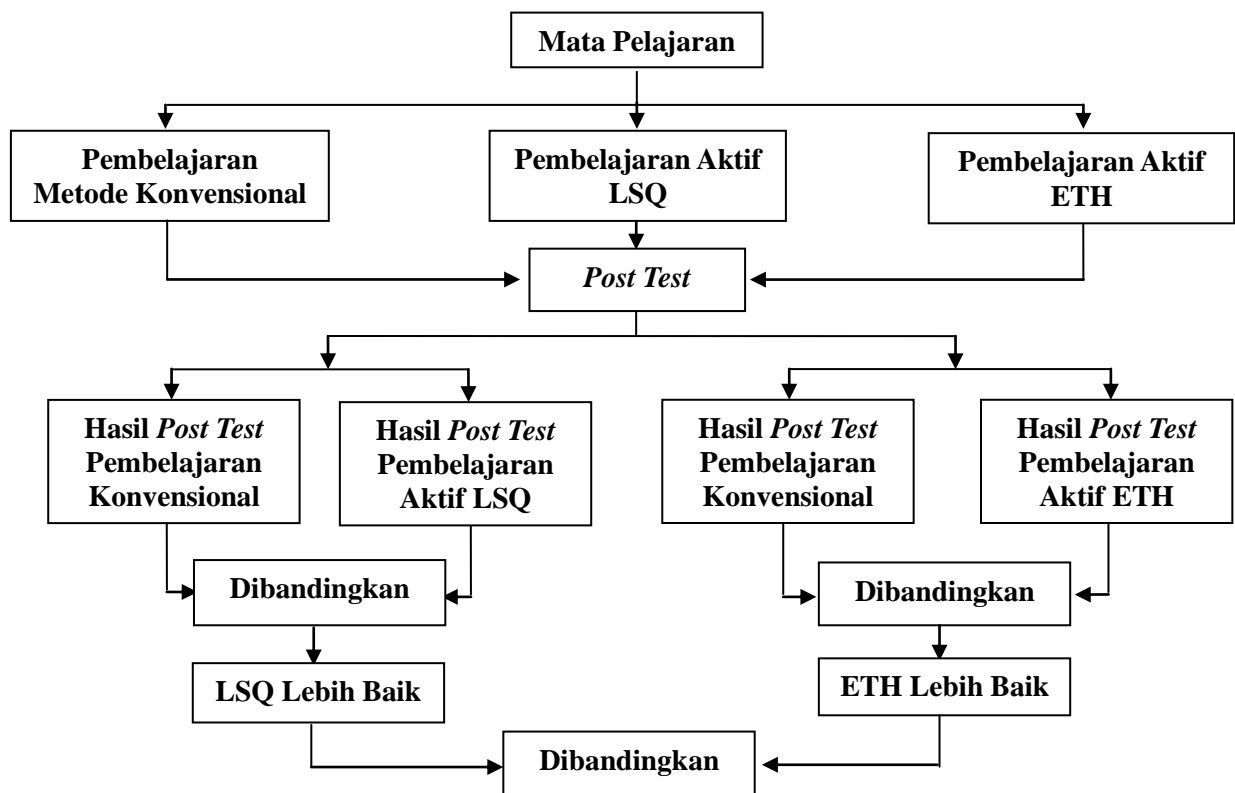 Mata Pelajaran
Pembelajaran
Metode Konvensional
Pembelajaran Aktif
LSQ
Pembelajaran Aktif
ETH
Post Test
Hasil Post Test
Pembelajaran
Konvensional
Hasil Post Test
Pembelajaran
Aktif LSQ
Hasil Post Test
Pembelajaran
Konvensional
Hasil Post Test
Pembelajaran
Aktif ETH
Dibandingkan
Dibandingkan
LSQ Lebih Baik
ETH Lebih Baik
Dibandingkan